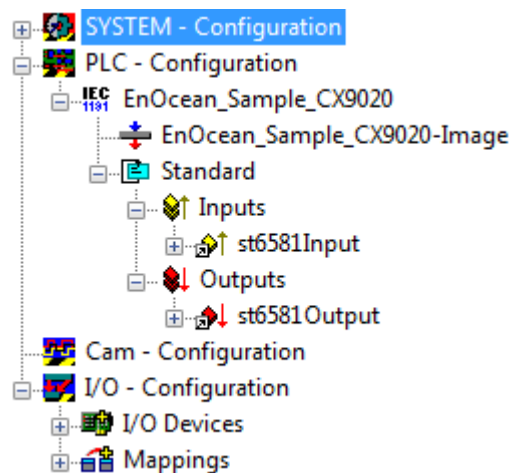 SYSTEM - Configuration
PLC - Configuration
IEC
1131
EnOcean_Sample_CX9020
EnOcean_Sample_CX9020-Image
Standard
Inputs
st6581Input
Outputs
st6581Output
Cam - Configuration
I/O - Configuration
I/O Devices
Mappings